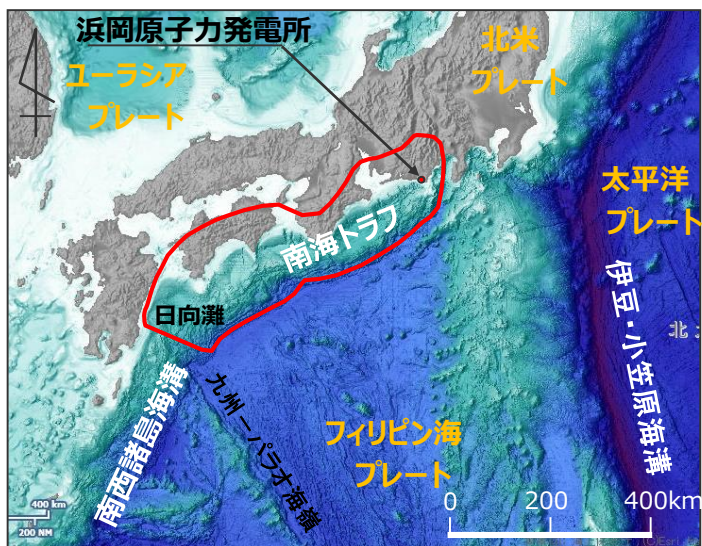 浜岡原子力発電所
北米
プレート
ユーラシア
プレート
太平洋
プレート
南海トラフ
日向灘
伊豆・小笠原海溝
北
南西諸島海溝
九州－パラオ海嶺
フィリピン海
プレート
0 200 400km
400 km
200 NM